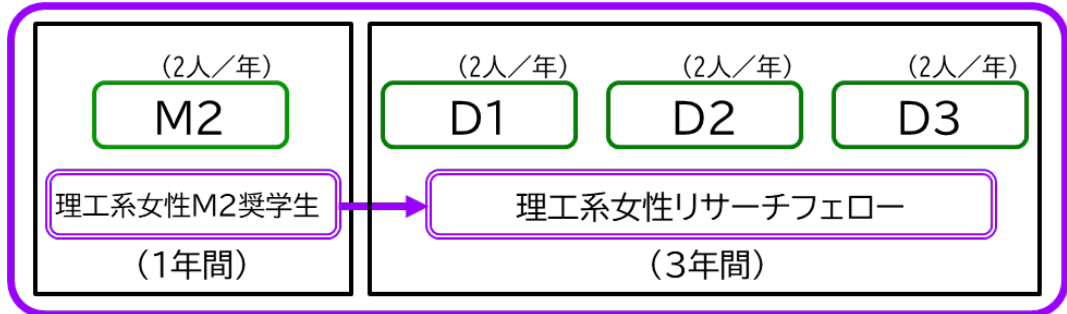 (2人／年)
M2
理工系女性M2奨学生
(1年間)
(2人／年) (2人／年) (2人／年)
D1 D2 D3
理工系女性リサーチフェロー
(3年間)